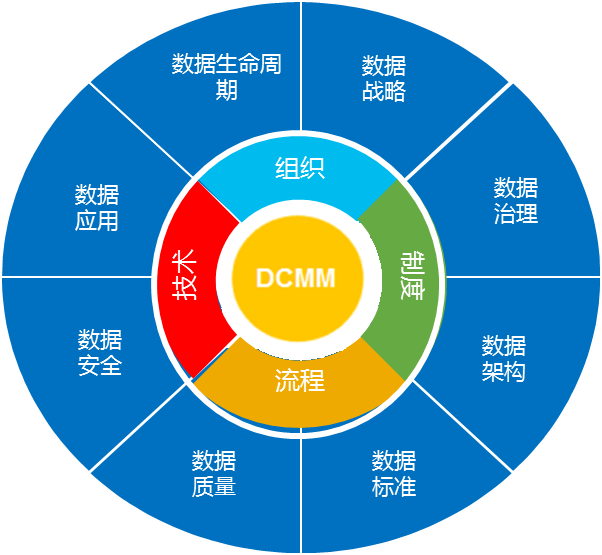 数据生命周
期
数据
战略
数据
应用
组织
数据
治理
技术
DCMM
制度
数据
安全
数据
架构
流程
数据
质量
数据
标准